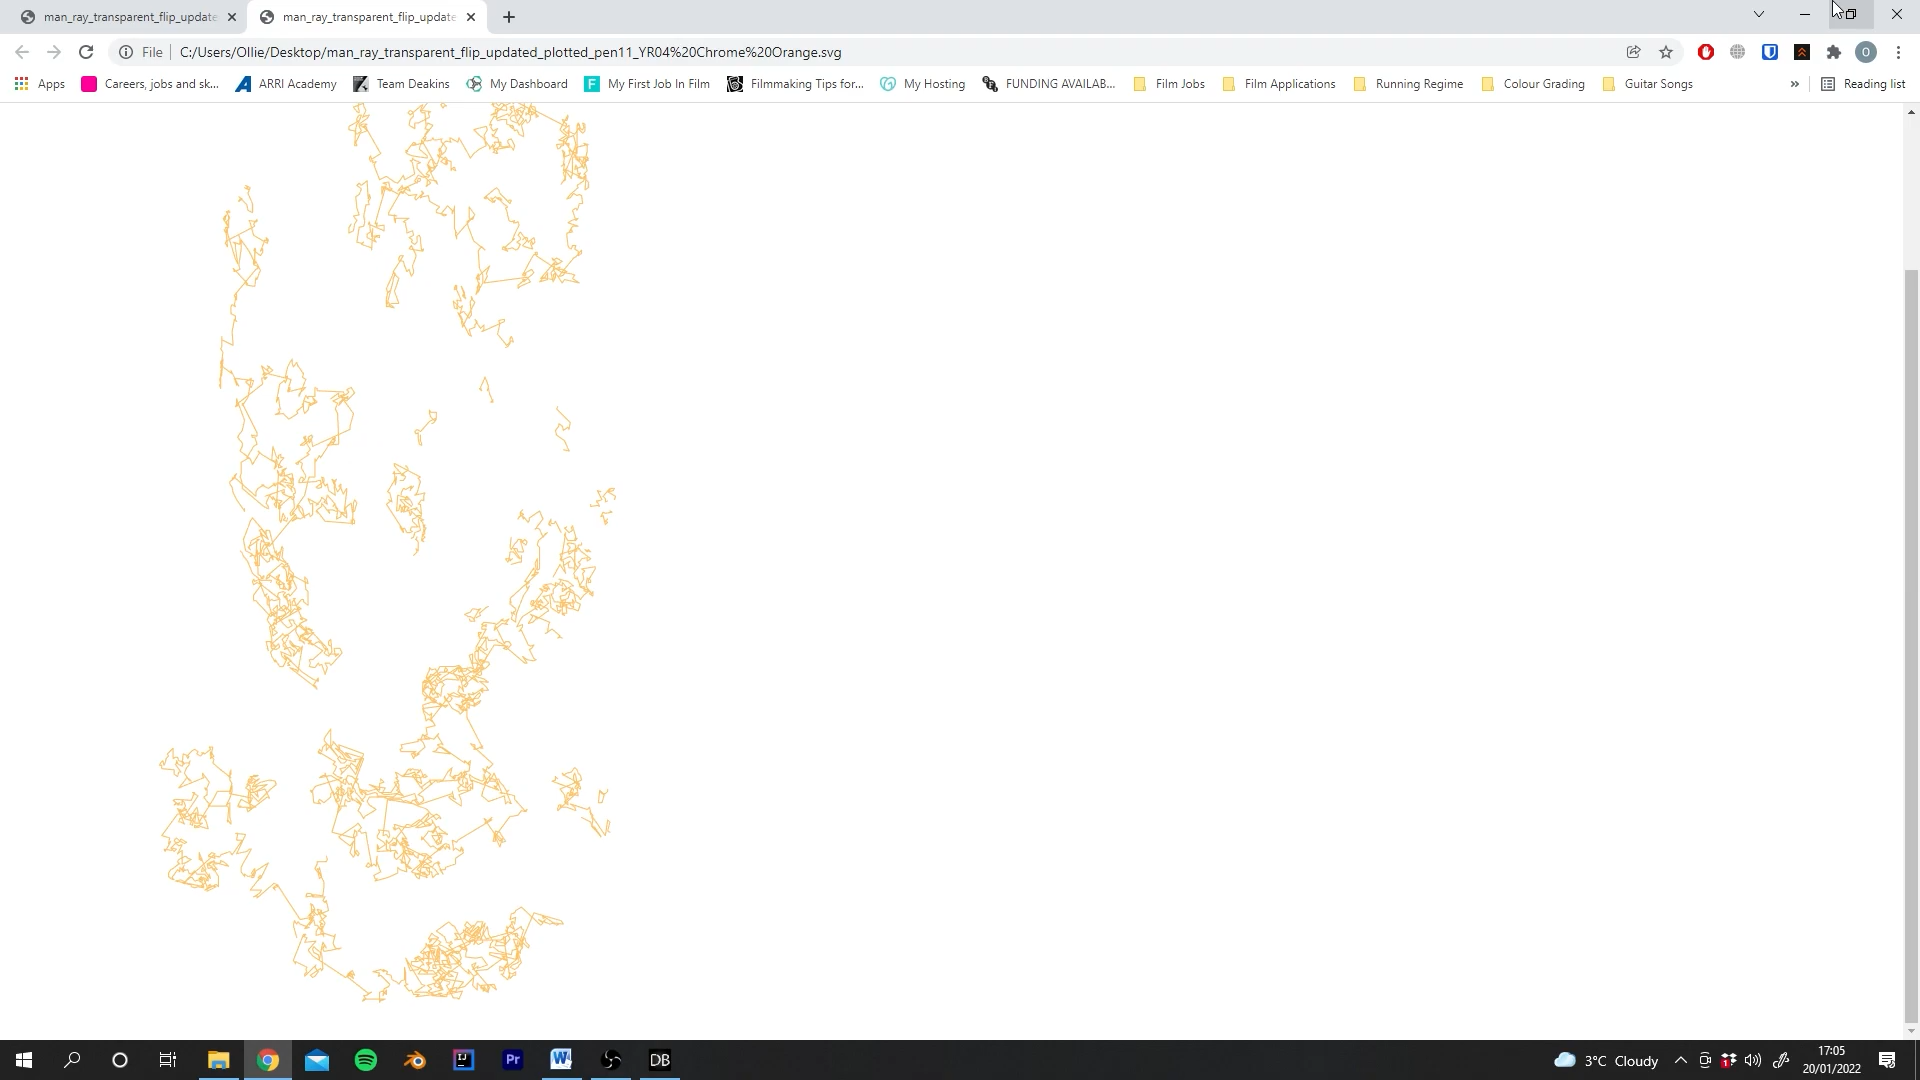 man_ray_transparent_flip_update
man_ray_transparent_flip_update
File
C:/Users/Ollie/Desktop/man_ray_transparent_flip_updated_plotted_pen11_YR04%20Chrome%20Orange.svg
O
Apps
Careers, jobs and sk...
ARRI Academy
Team Deakins
My Dashboard
F
My First Job In Film
Filmmaking Tips for...
My Hosting
FUNDING AVAILAB...
Film Jobs
Film Applications
Running Regime
Colour Grading
Guitar Songs
»
Reading list
IJ
Pr
W
DB
3°C Cloudy
17:05
20/01/2022